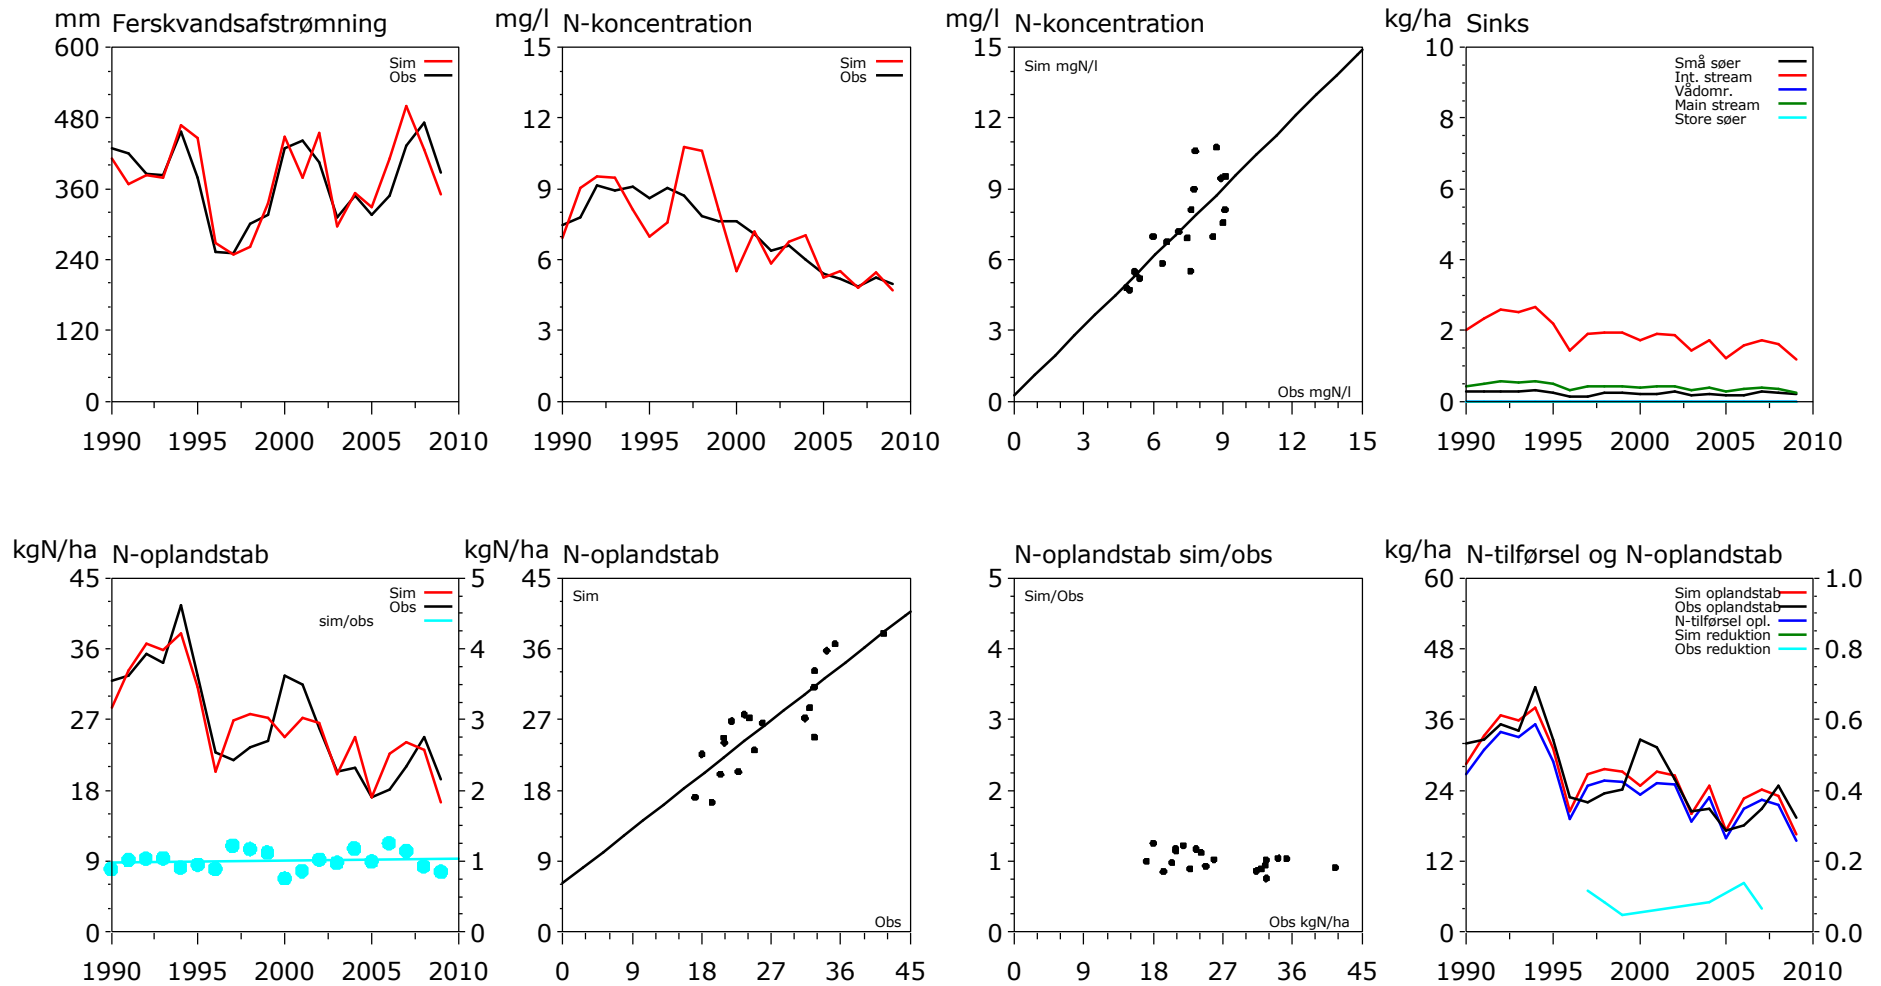 mm Ferskvandsafstrømning
600
480
360
240
120
0
1990 1995 2000 2005 2010
Sim
Obs
mg/l N-koncentration
15
12
9
6
3
0
1990 1995 2000 2005 2010
Sim
Obs
mg/l N-koncentration
15
12
9
6
3
0
0 3 6 9 12 15
Sim mgN/l
Obs mgN/l
kg/ha Sinks
10
8
6
4
2
0
1990 1995 2000 2005 2010
Små søer
Int. stream
Vådomr.
Main stream
Store søer
kgN/ha N-oplandstab
45
36
27
18
9
0
1990 1995 2000 2005 2010
Sim
Obs
sim/obs
5
4
3
2
1
0
kgN/ha N-oplandstab
45
36
27
18
9
0
0 9 18 27 36 45
Sim
Obs
N-oplandstab sim/obs
5
4
3
2
1
0
0 9 18 27 36 45
Sim/Obs
Obs kgN/ha
kg/ha N-tilførsel og N-oplandstab
60
48
36
24
12
0
1990 1995 2000 2005 2010
Sim oplandstab
Obs oplandstab
N-tilførsel opl.
Sim reduktion
Obs reduktion
1.0
0.8
0.6
0.4
0.2
0.0